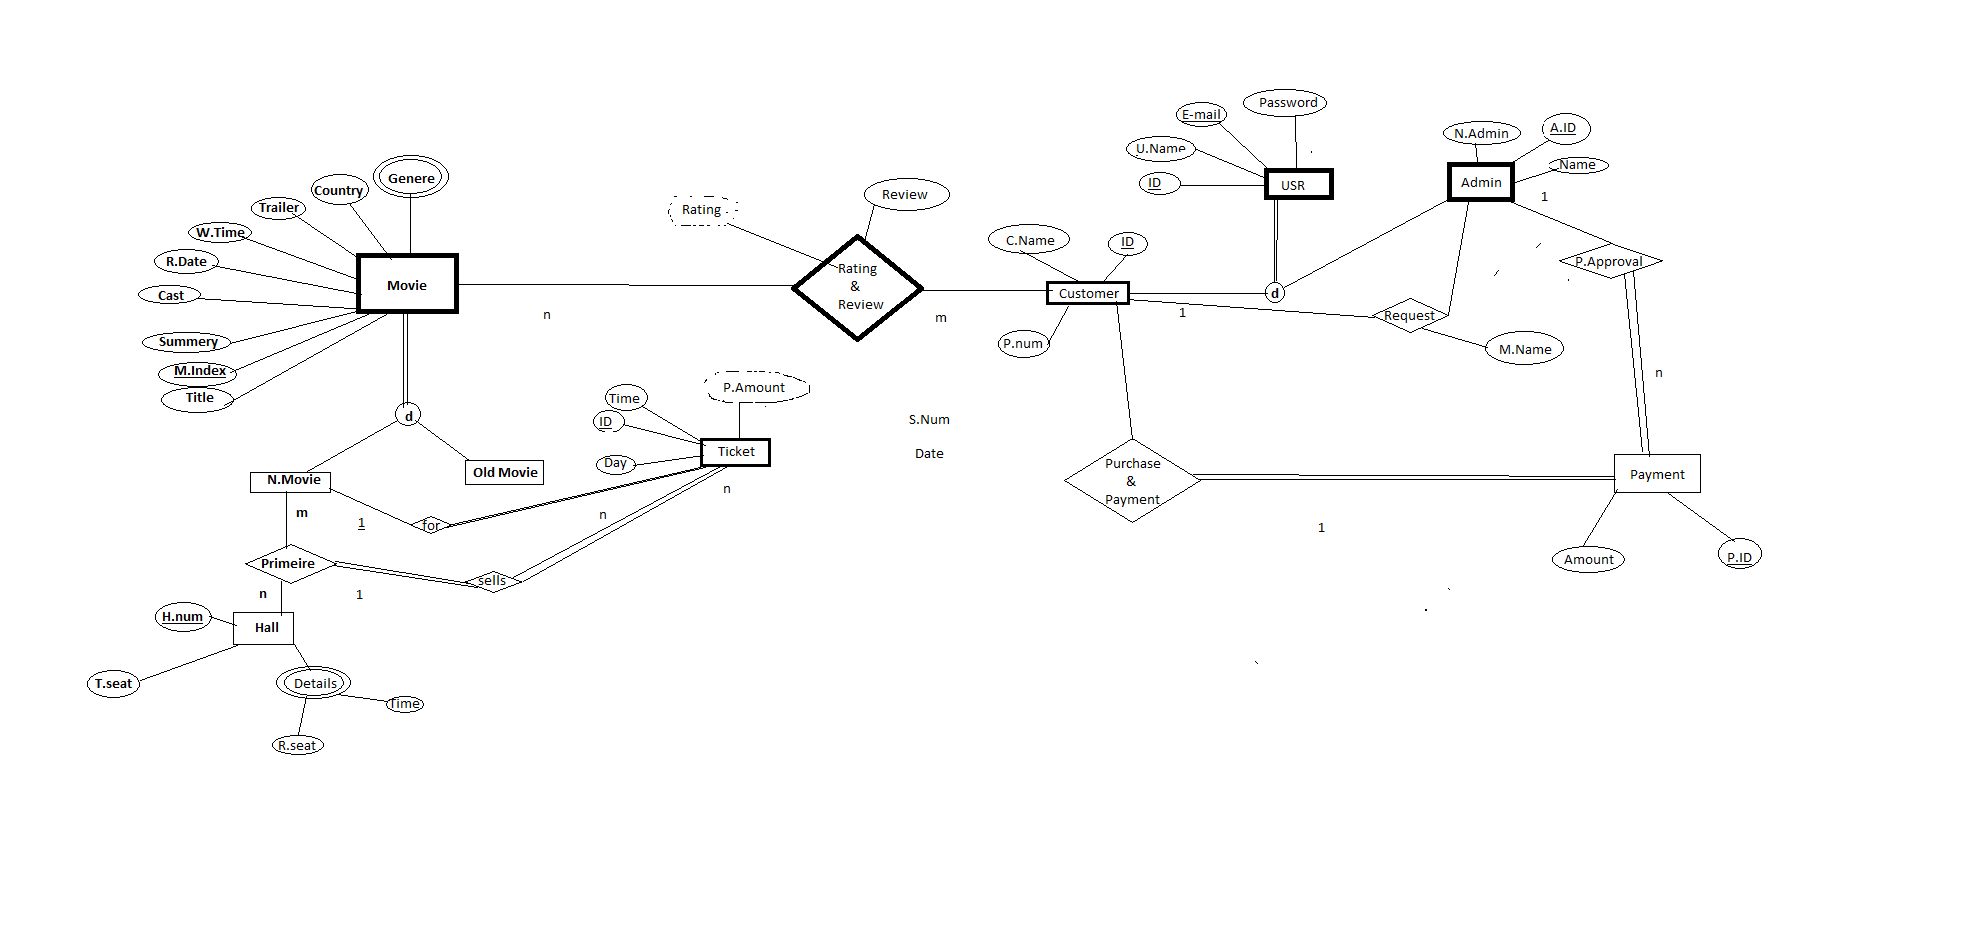 Password
E-mail
U.Name
ID
USR
N.Admin
A.ID
Name
Admin
1
Genere
Country
Trailer
W.Time
R.Date
Cast
Summery
M.Index
Title
Movie
n
Rating
Review
Rating
&
Review
m
C.Name
ID
Customer
P.num
1
d
Request
M.Name
P.Approval
n
d
N.Movie
Old Movie
Time
ID
Day
P.Amount
Ticket
n
S.Num
Date
Purchase
&
Payment
1
Payment
Amount
P.ID
m
1
for
n
Primeire
sells
n
1
H.num
Hall
T.seat
Details
Time
R.seat